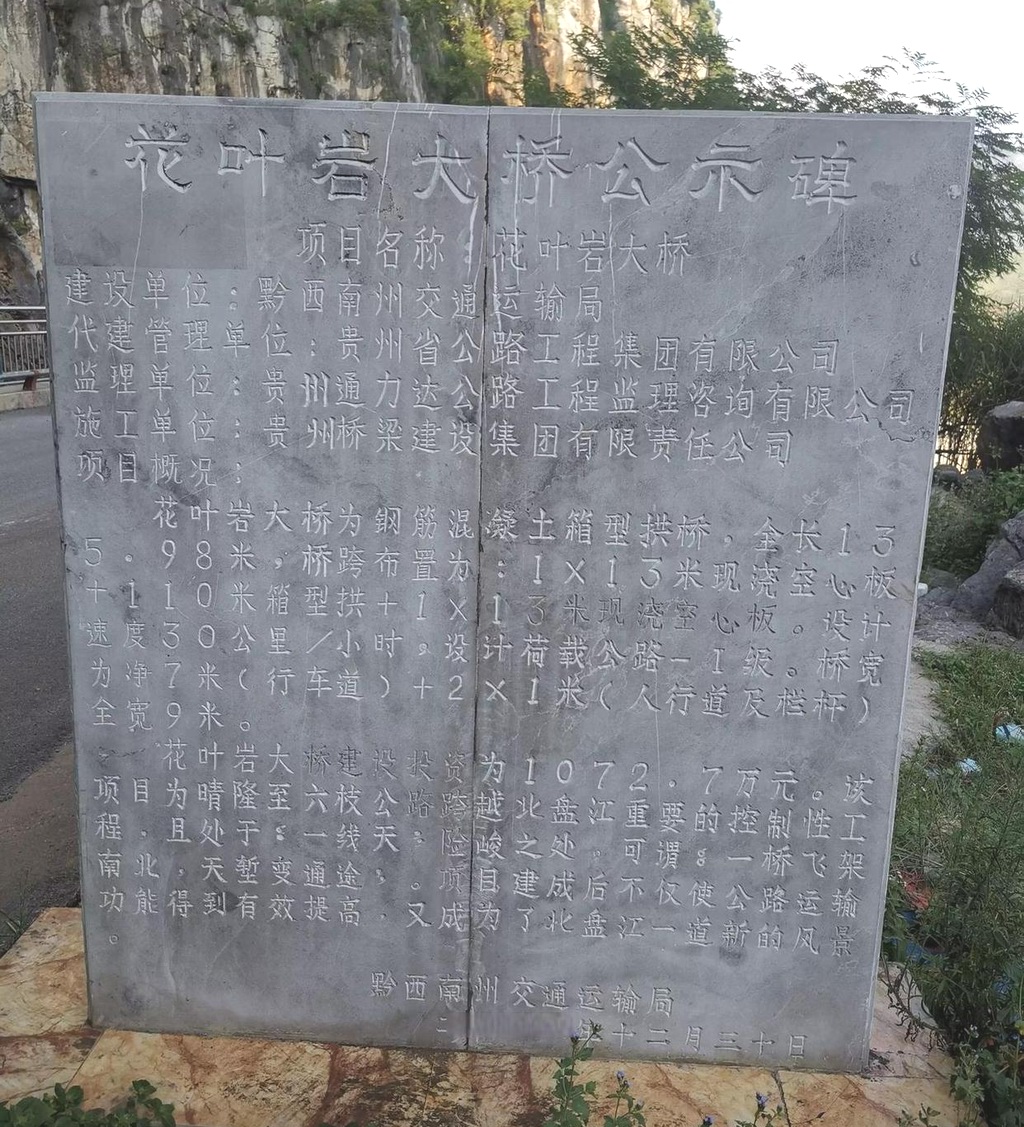 花叶岩大桥公示碑
项目名称:花叶岩大桥
建设单位:黔西南州交通运输局
代建管理单位:贵州省公路工程集团有限公司
监理单位:贵州通力达公路工程监理咨询有限公司
施工单位:贵州桥梁建设集团有限责任公司
项目概况:
花叶岩大桥为钢筋混凝土箱型拱桥,全长13
5.98米,桥跨布置为:1×13米现浇空心板
+110米箱型拱+1×13米现浇空心板。设计
速度30公里/小时,设计荷载公路一I级。桥宽
为净7米(行车道)+2×1米(人行道及栏杆)
全宽9米。
花叶岩大桥建设投资为1072.7万元。该
项目为晴隆至六枝公路跨越北盘江重要的控制性工
程.且处于:一线天:险峻之处。可谓:一桥飞架
南北,天堑变通途;。项目建成后不仅使公路运输
功能得到有效提高.又成为了北盘江一道新的风景
。
黔西南州交通运输局
年十二月三十日